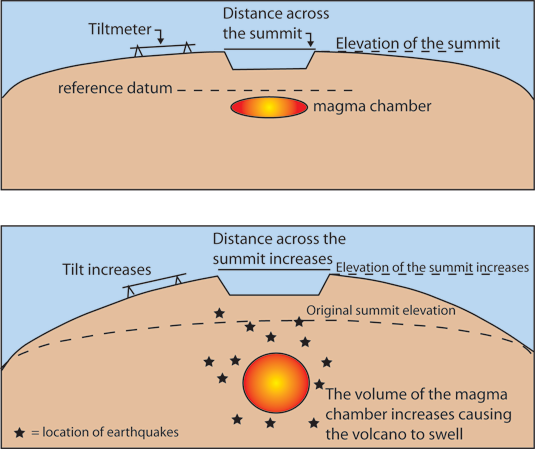 Tiltmeter
Distance across
the summit
Elevation of the summit
reference datum
magma chamber
Distance across the
summit increases
Tilt increases
Elevation of the summit increases
Original summit elevation
The volume of the magma
chamber increases causing
the volcano to swell
= location of earthquakes